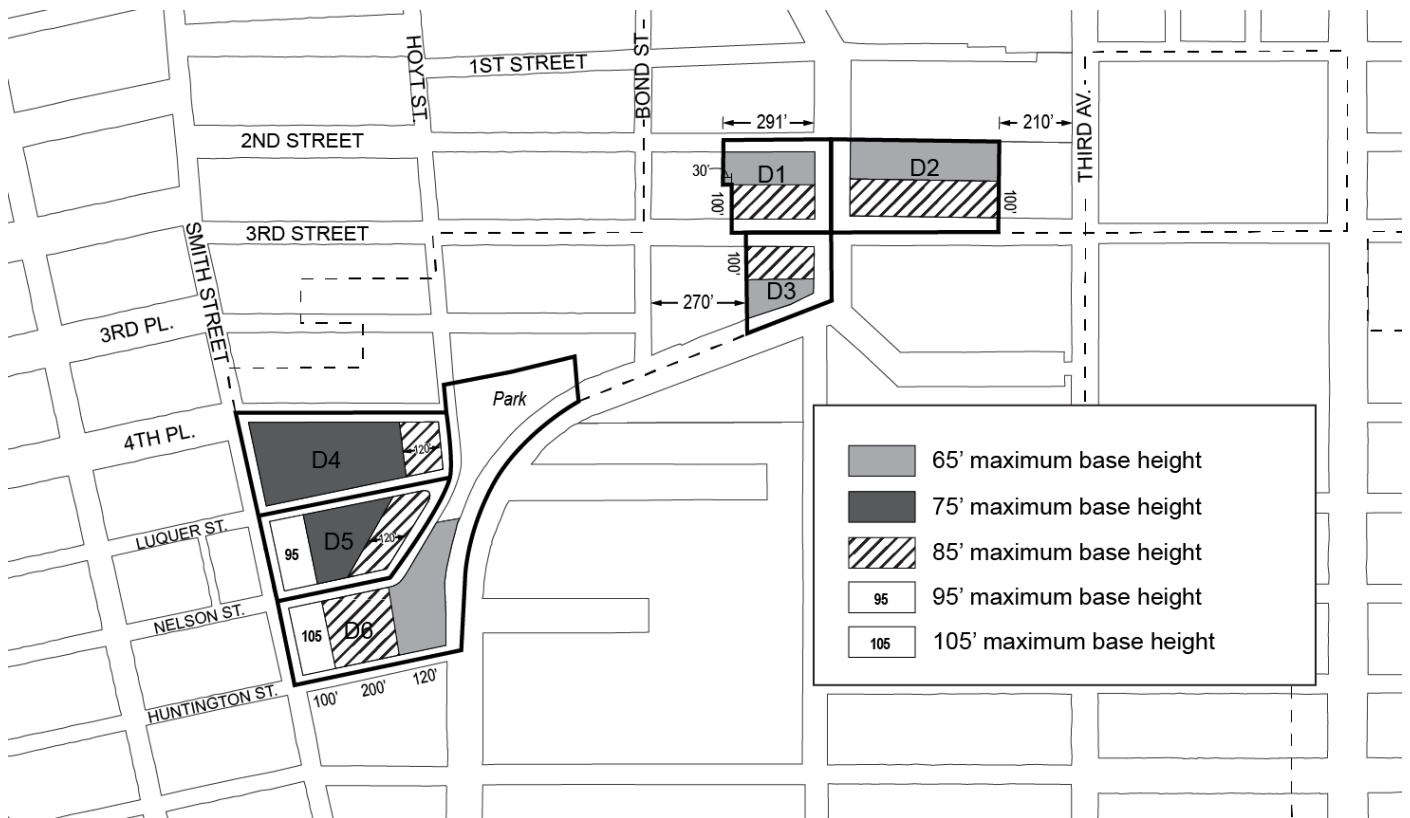 HOYT ST.
BOND ST
1ST STREET
THIRD AV.
2ND STREET
291'
210'
D1
D2
30'
100'
100'
3RD STREET
SMITH STREET
100'
D3
270'
3RD PL.
Park
4TH PL.
D4
120'
LUQUER ST.
95
D5
120'
NELSON ST.
105
D6
HUNTINGTON ST.
100'
200'
120'
65’ maximum base height
75’ maximum base height
85’ maximum base height
95 95’ maximum base height
105 105’ maximum base height